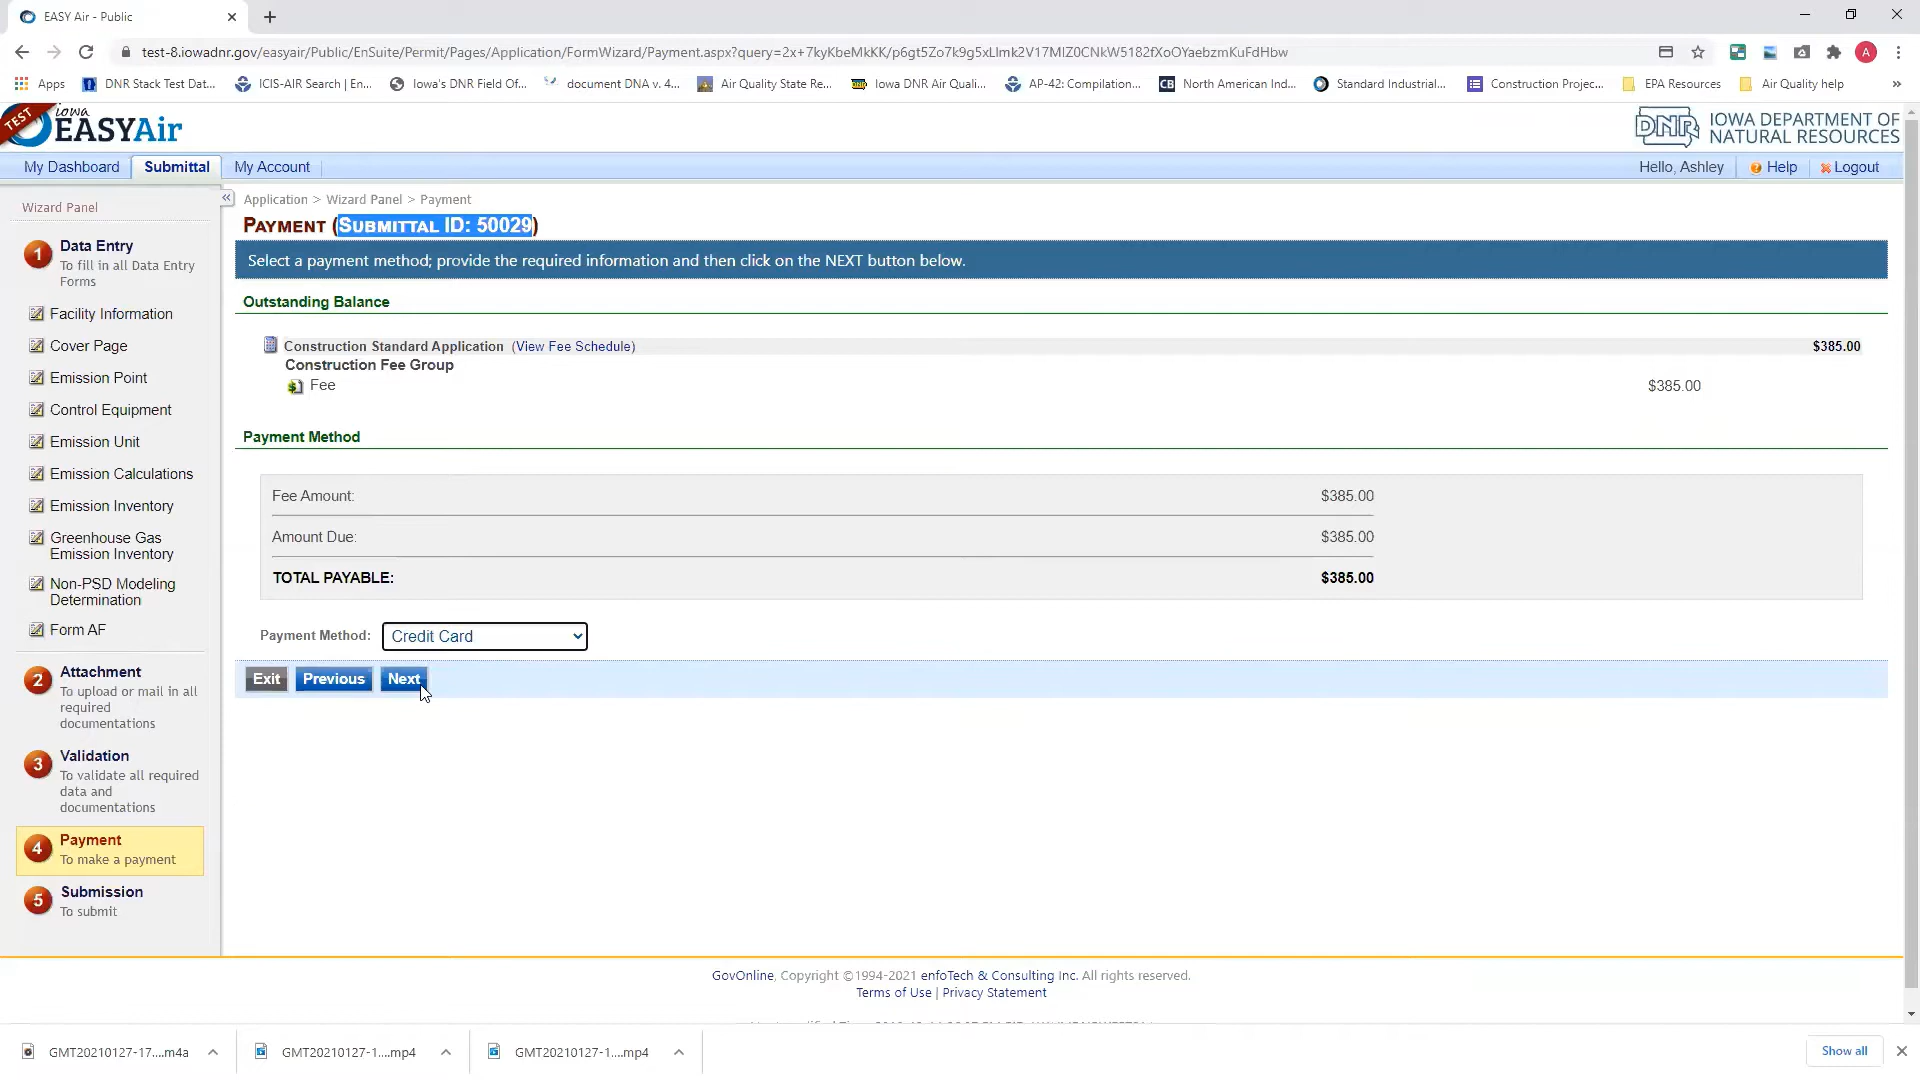 EASY Air - Public
test-8.iowadnr.gov/easyair/Public/EnSuite/Permit/Pages/Application/FormWizard/Payment.aspx?query=2x+7kyKbeMkKK/p6gt5Zo7k9g5xLlmk2V17MlZ0CNkW5182fXoOYaebzmKuFdHbw
A
Apps DNR Stack Test Dat... ICIS-AIR Search | En... Iowa's DNR Field Of... document DNA v. 4... Air Quality State Re... Iowa DNR Air Quali... AP-42: Compilation... CB North American Ind... Standard Industrial... Construction Projec... EPA Resources Air Quality help »
TEST
iowa
EASYAir
DNR
IOWA DEPARTMENT OF
NATURAL RESOURCES
My Dashboard Submittal My Account Hello, Ashley Help Logout
Wizard Panel
1 Data Entry
To fill in all Data Entry
Forms
Facility Information
Cover Page
Emission Point
Control Equipment
Emission Unit
Emission Calculations
Emission Inventory
Greenhouse Gas
Emission Inventory
Non-PSD Modeling
Determination
Form AF
2 Attachment
To upload or mail in all
required
documentations
3 Validation
To validate all required
data and
documentations
4 Payment
To make a payment
5 Submission
To submit
«
Application > Wizard Panel > Payment
PAYMENT (SUBMITTAL ID: 50029)
Select a payment method; provide the required information and then click on the NEXT button below.
Outstanding Balance
Construction Standard Application (View Fee Schedule) $385.00
Construction Fee Group
Fee $385.00
Payment Method
Fee Amount: $385.00
Amount Due: $385.00
TOTAL PAYABLE: $385.00
Payment Method: Credit Card
Exit Previous Next
GovOnline, Copyright ©1994-2021 enfoTech & Consulting Inc. All rights reserved.
Terms of Use | Privacy Statement
GMT20210127-17....m4a GMT20210127-1....mp4 GMT20210127-1....mp4 Show all